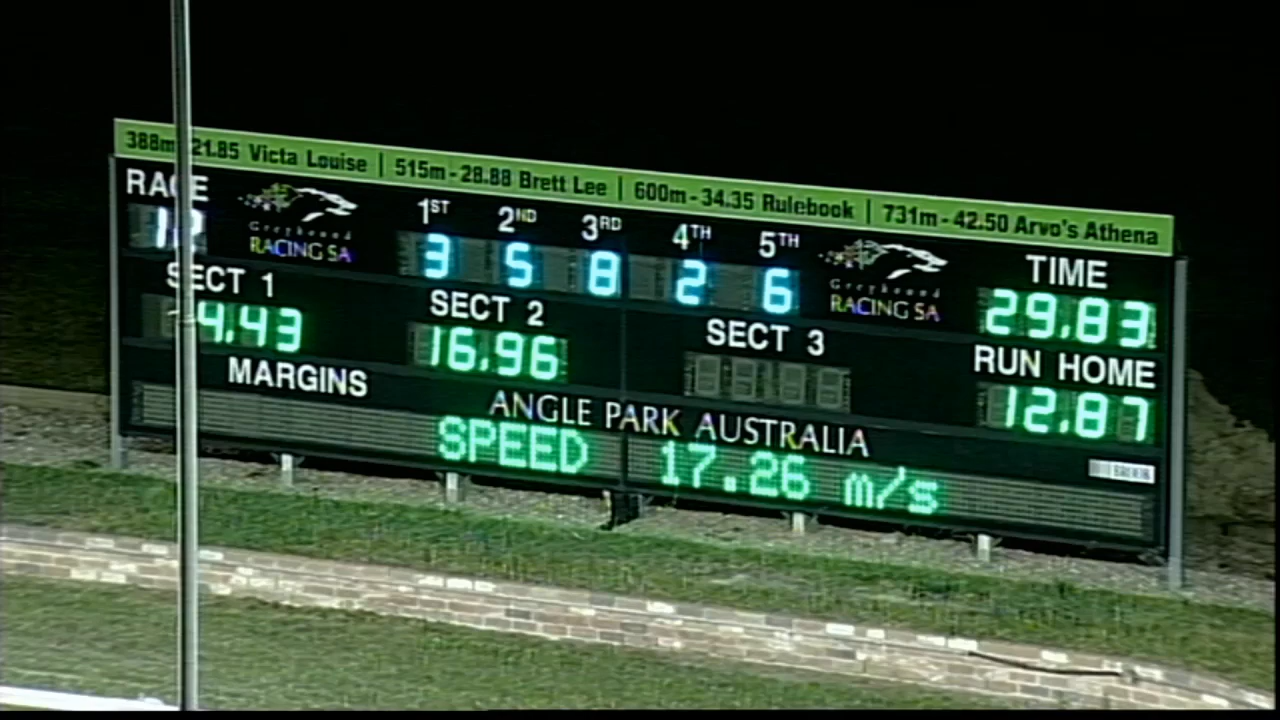 388m 21.85 Victa Louise | 515m - 28.88 Brett Lee | 600m - 34.35 Rulebook | 731m - 42.50 Arvo's Athena
RACE
1ST 2ND 3RD 4TH 5TH
3 5 8 2 6
Greyhound
RACING SA
Greyhound
RACING SA
TIME
29.83
SECT 1
4.43
SECT 2
16.96
SECT 3
RUN HOME
12.87
MARGINS
ANGLE PARK AUSTRALIA
SPEED 17.26 m/s